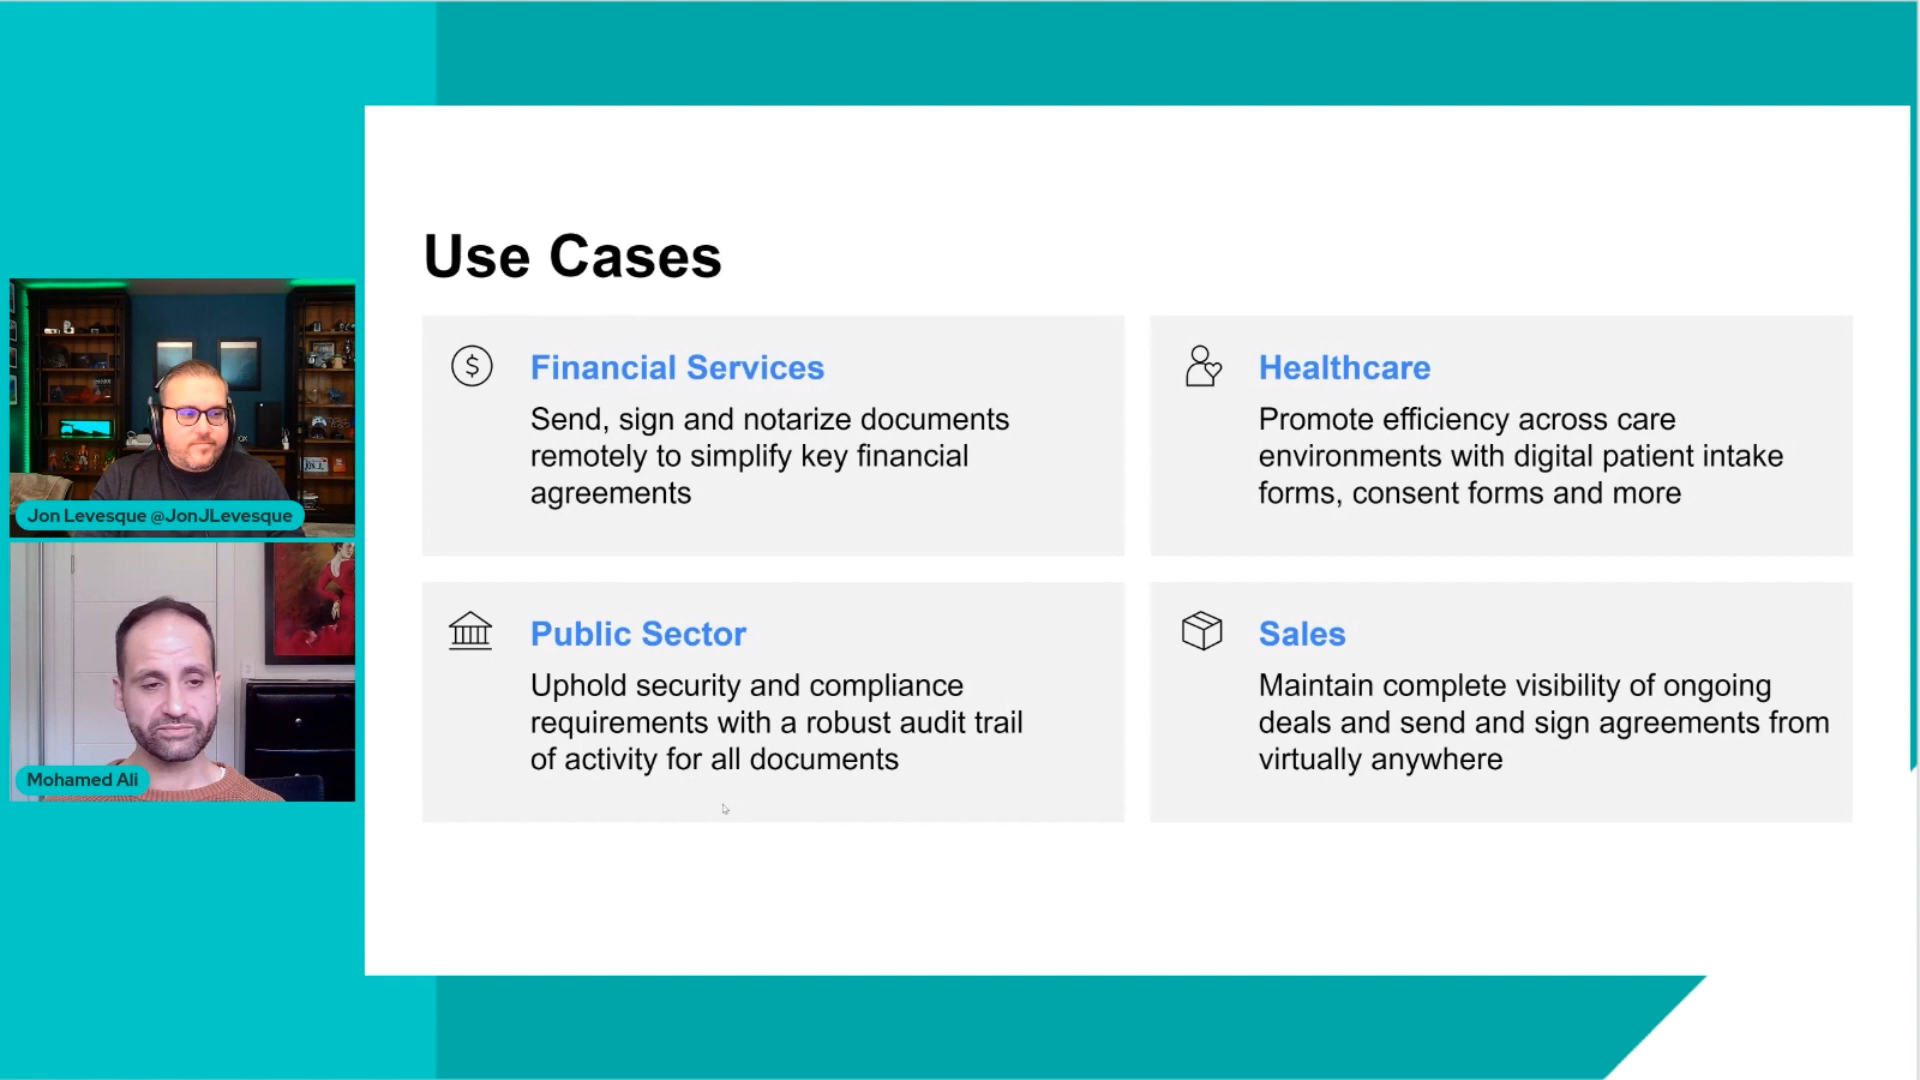 Use Cases
Financial Services
Send, sign and notarize documents
remotely to simplify key financial
agreements
Healthcare
Promote efficiency across care
environments with digital patient intake
forms, consent forms and more
Public Sector
Uphold security and compliance
requirements with a robust audit trail
of activity for all documents
Sales
Maintain complete visibility of ongoing
deals and send and sign agreements from
virtually anywhere
Jon Levesque @JonJLevesque
Mohamed Ali